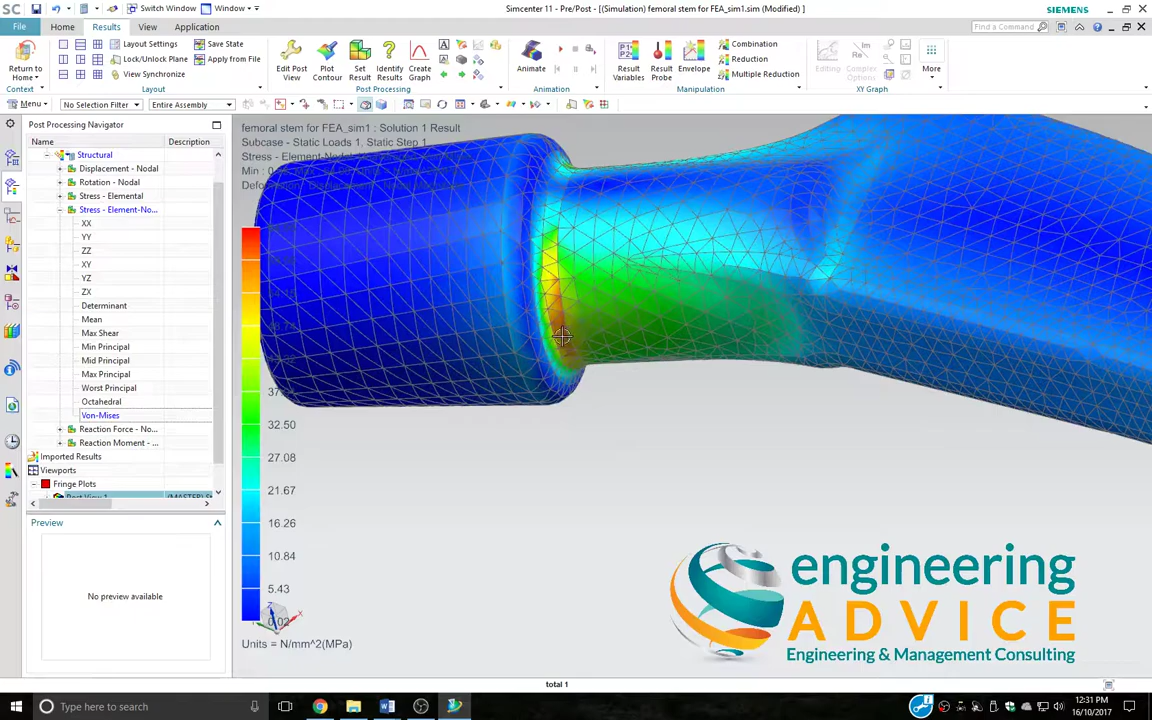 SC
Switch Window
Window
Simcenter 11 - Pre/Post - [(Simulation) femoral stem for FEA_sim1.sim (Modified) ]
SIEMENS
File
Home
Results
View
Application
Find a Command
Return to
Home
Layout Settings
Lock/Unlock Plane
View Synchronize
Save State
Apply from File
Edit Post
View
Plot
Contour
Set
Result
Identify
Results
Create
Graph
Animate
Result
Variables
Result
Probe
Envelope
Combination
Reduction
Multiple Reduction
Editing
Complex
Options
More
Context
Layout
Post Processing
Animation
Manipulation
XY Graph
Menu
No Selection Filter
Entire Assembly
Post Processing Navigator
Name
Description
Structural
Displacement - Nodal
Rotation - Nodal
Stress - Elemental
Stress - Element-No...
XX
YY
ZZ
XY
YZ
ZX
Determinant
Mean
Max Shear
Min Principal
Mid Principal
Max Principal
Worst Principal
Octahedral
Von-Mises
Reaction Force - No...
Reaction Moment - ...
Imported Results
Viewports
Fringe Plots
Preview
No preview available
femoral stem for FEA_sim1 : Solution 1 Result
Subcase - Static Loads 1, Static Step 1
32.50
27.08
21.67
16.26
10.84
5.43
0.02
Units = N/mm^2(MPa)
engineering
ADVICE
Engineering & Management Consulting
total 1
Type here to search
12:31 PM
16/10/2017